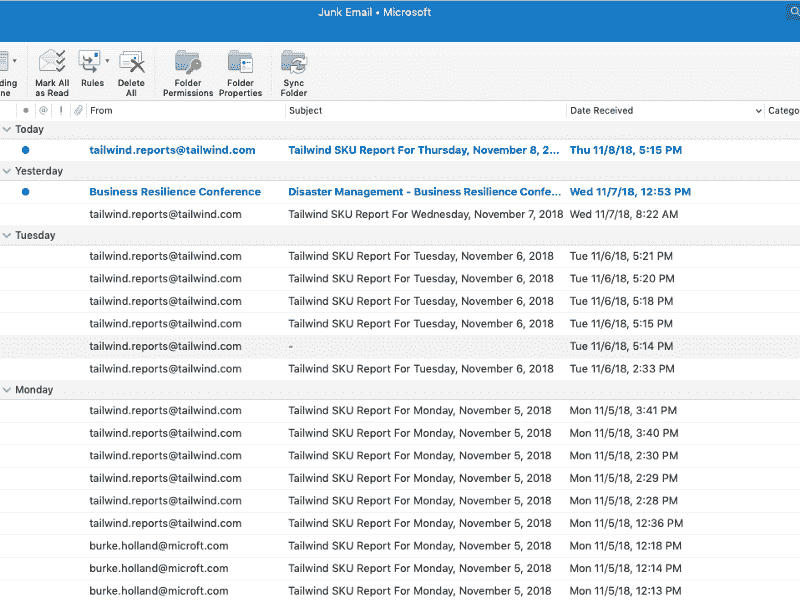 Junk Email • Microsoft
ding
ne
Mark All
as Read
Rules
Delete
All
Folder
Permissions
Folder
Properties
Sync
Folder
@ ! From Subject Date Received Catego
Today
tailwind.reports@tailwind.com Tailwind SKU Report For Thursday, November 8, 2... Thu 11/8/18, 5:15 PM
Yesterday
Business Resilience Conference Disaster Management - Business Resilience Confe... Wed 11/7/18, 12:53 PM
tailwind.reports@tailwind.com Tailwind SKU Report For Wednesday, November 7, 2018 Wed 11/7/18, 8:22 AM
Tuesday
tailwind.reports@tailwind.com Tailwind SKU Report For Tuesday, November 6, 2018 Tue 11/6/18, 5:21 PM
tailwind.reports@tailwind.com Tailwind SKU Report For Tuesday, November 6, 2018 Tue 11/6/18, 5:20 PM
tailwind.reports@tailwind.com Tailwind SKU Report For Tuesday, November 6, 2018 Tue 11/6/18, 5:18 PM
tailwind.reports@tailwind.com Tailwind SKU Report For Tuesday, November 6, 2018 Tue 11/6/18, 5:15 PM
tailwind.reports@tailwind.com - Tue 11/6/18, 5:14 PM
tailwind.reports@tailwind.com Tailwind SKU Report For Tuesday, November 6, 2018 Tue 11/6/18, 2:33 PM
Monday
tailwind.reports@tailwind.com Tailwind SKU Report For Monday, November 5, 2018 Mon 11/5/18, 3:41 PM
tailwind.reports@tailwind.com Tailwind SKU Report For Monday, November 5, 2018 Mon 11/5/18, 3:40 PM
tailwind.reports@tailwind.com Tailwind SKU Report For Monday, November 5, 2018 Mon 11/5/18, 2:30 PM
tailwind.reports@tailwind.com Tailwind SKU Report For Monday, November 5, 2018 Mon 11/5/18, 2:29 PM
tailwind.reports@tailwind.com Tailwind SKU Report For Monday, November 5, 2018 Mon 11/5/18, 2:28 PM
tailwind.reports@tailwind.com Tailwind SKU Report For Monday, November 5, 2018 Mon 11/5/18, 12:36 PM
burke.holland@microft.com Tailwind SKU Report For Monday, November 5, 2018 Mon 11/5/18, 12:18 PM
burke.holland@microft.com Tailwind SKU Report For Monday, November 5, 2018 Mon 11/5/18, 12:14 PM
burke.holland@microft.com Tailwind SKU Report For Monday, November 5, 2018 Mon 11/5/18, 12:13 PM